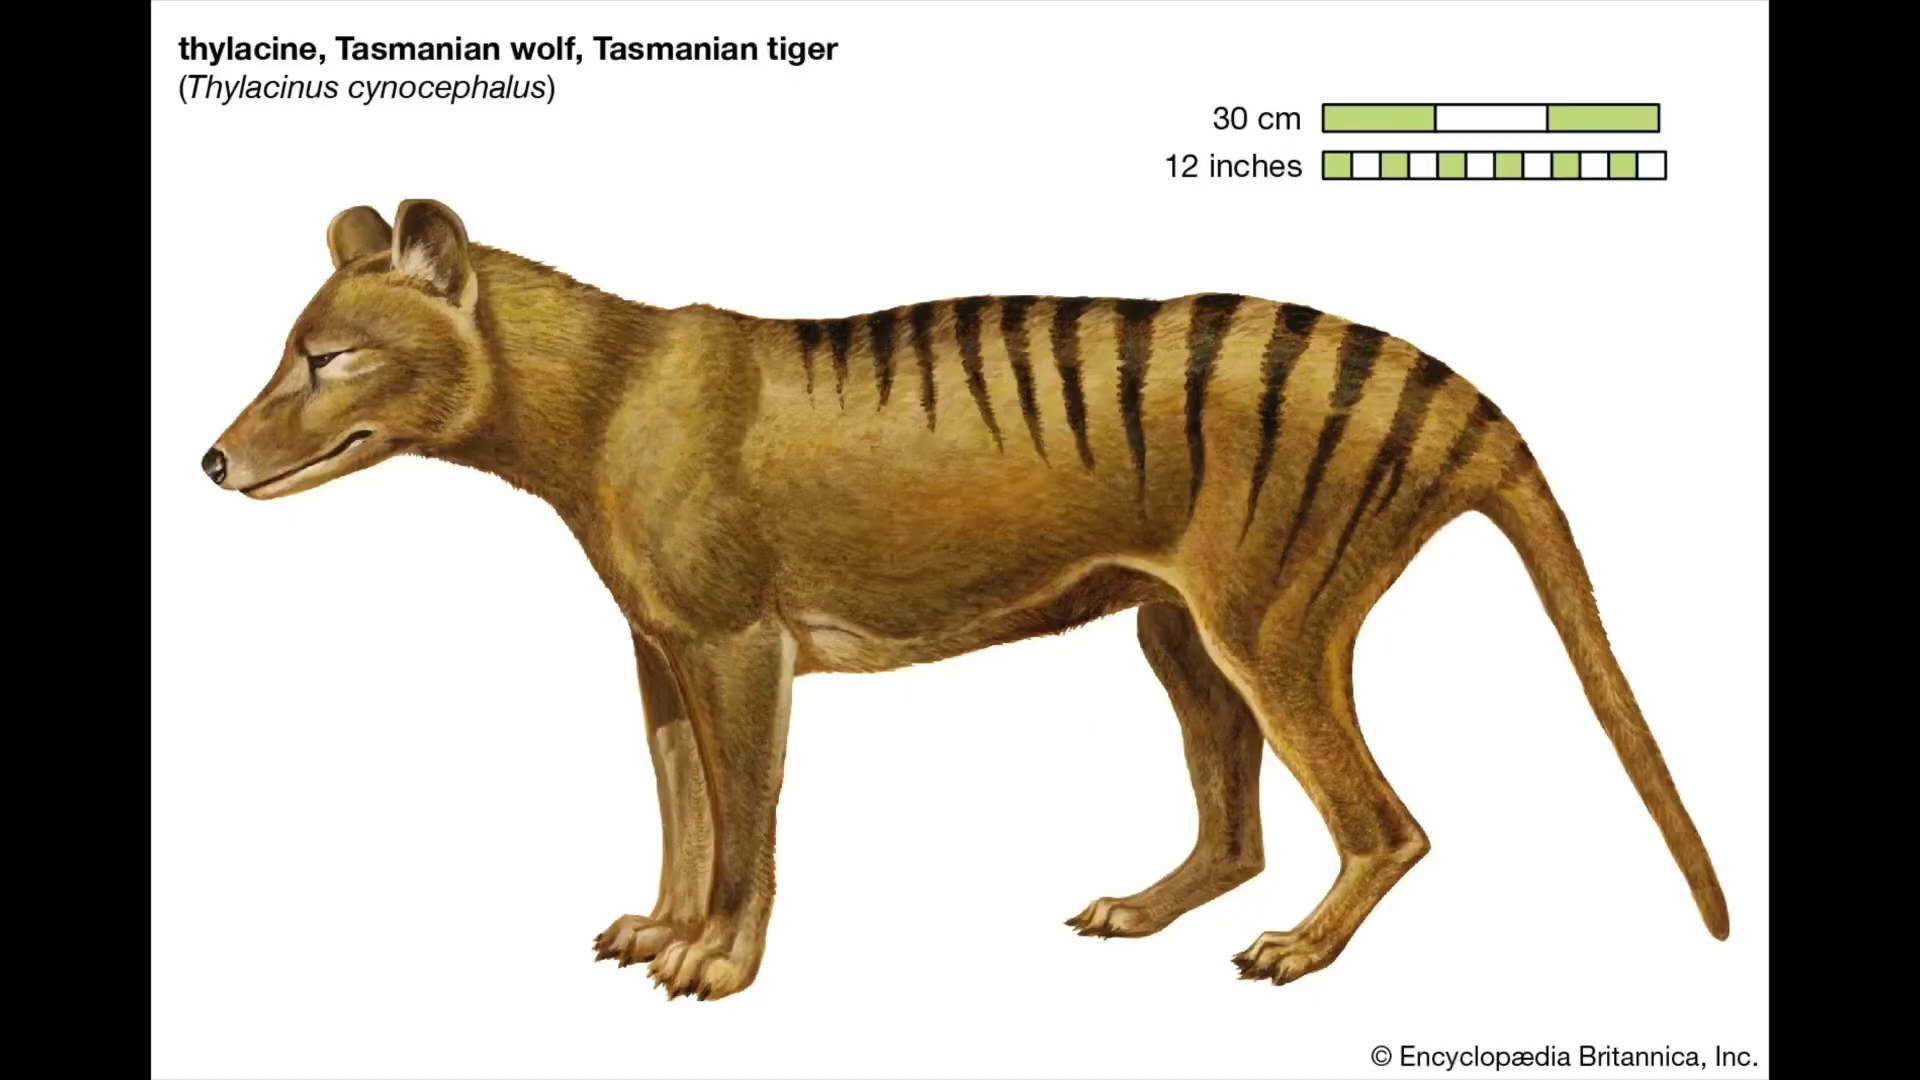 thylacine, Tasmanian wolf, Tasmanian tiger
(Thylacinus cynocephalus)
30 cm
12 inches
© Encyclopædia Britannica, Inc.